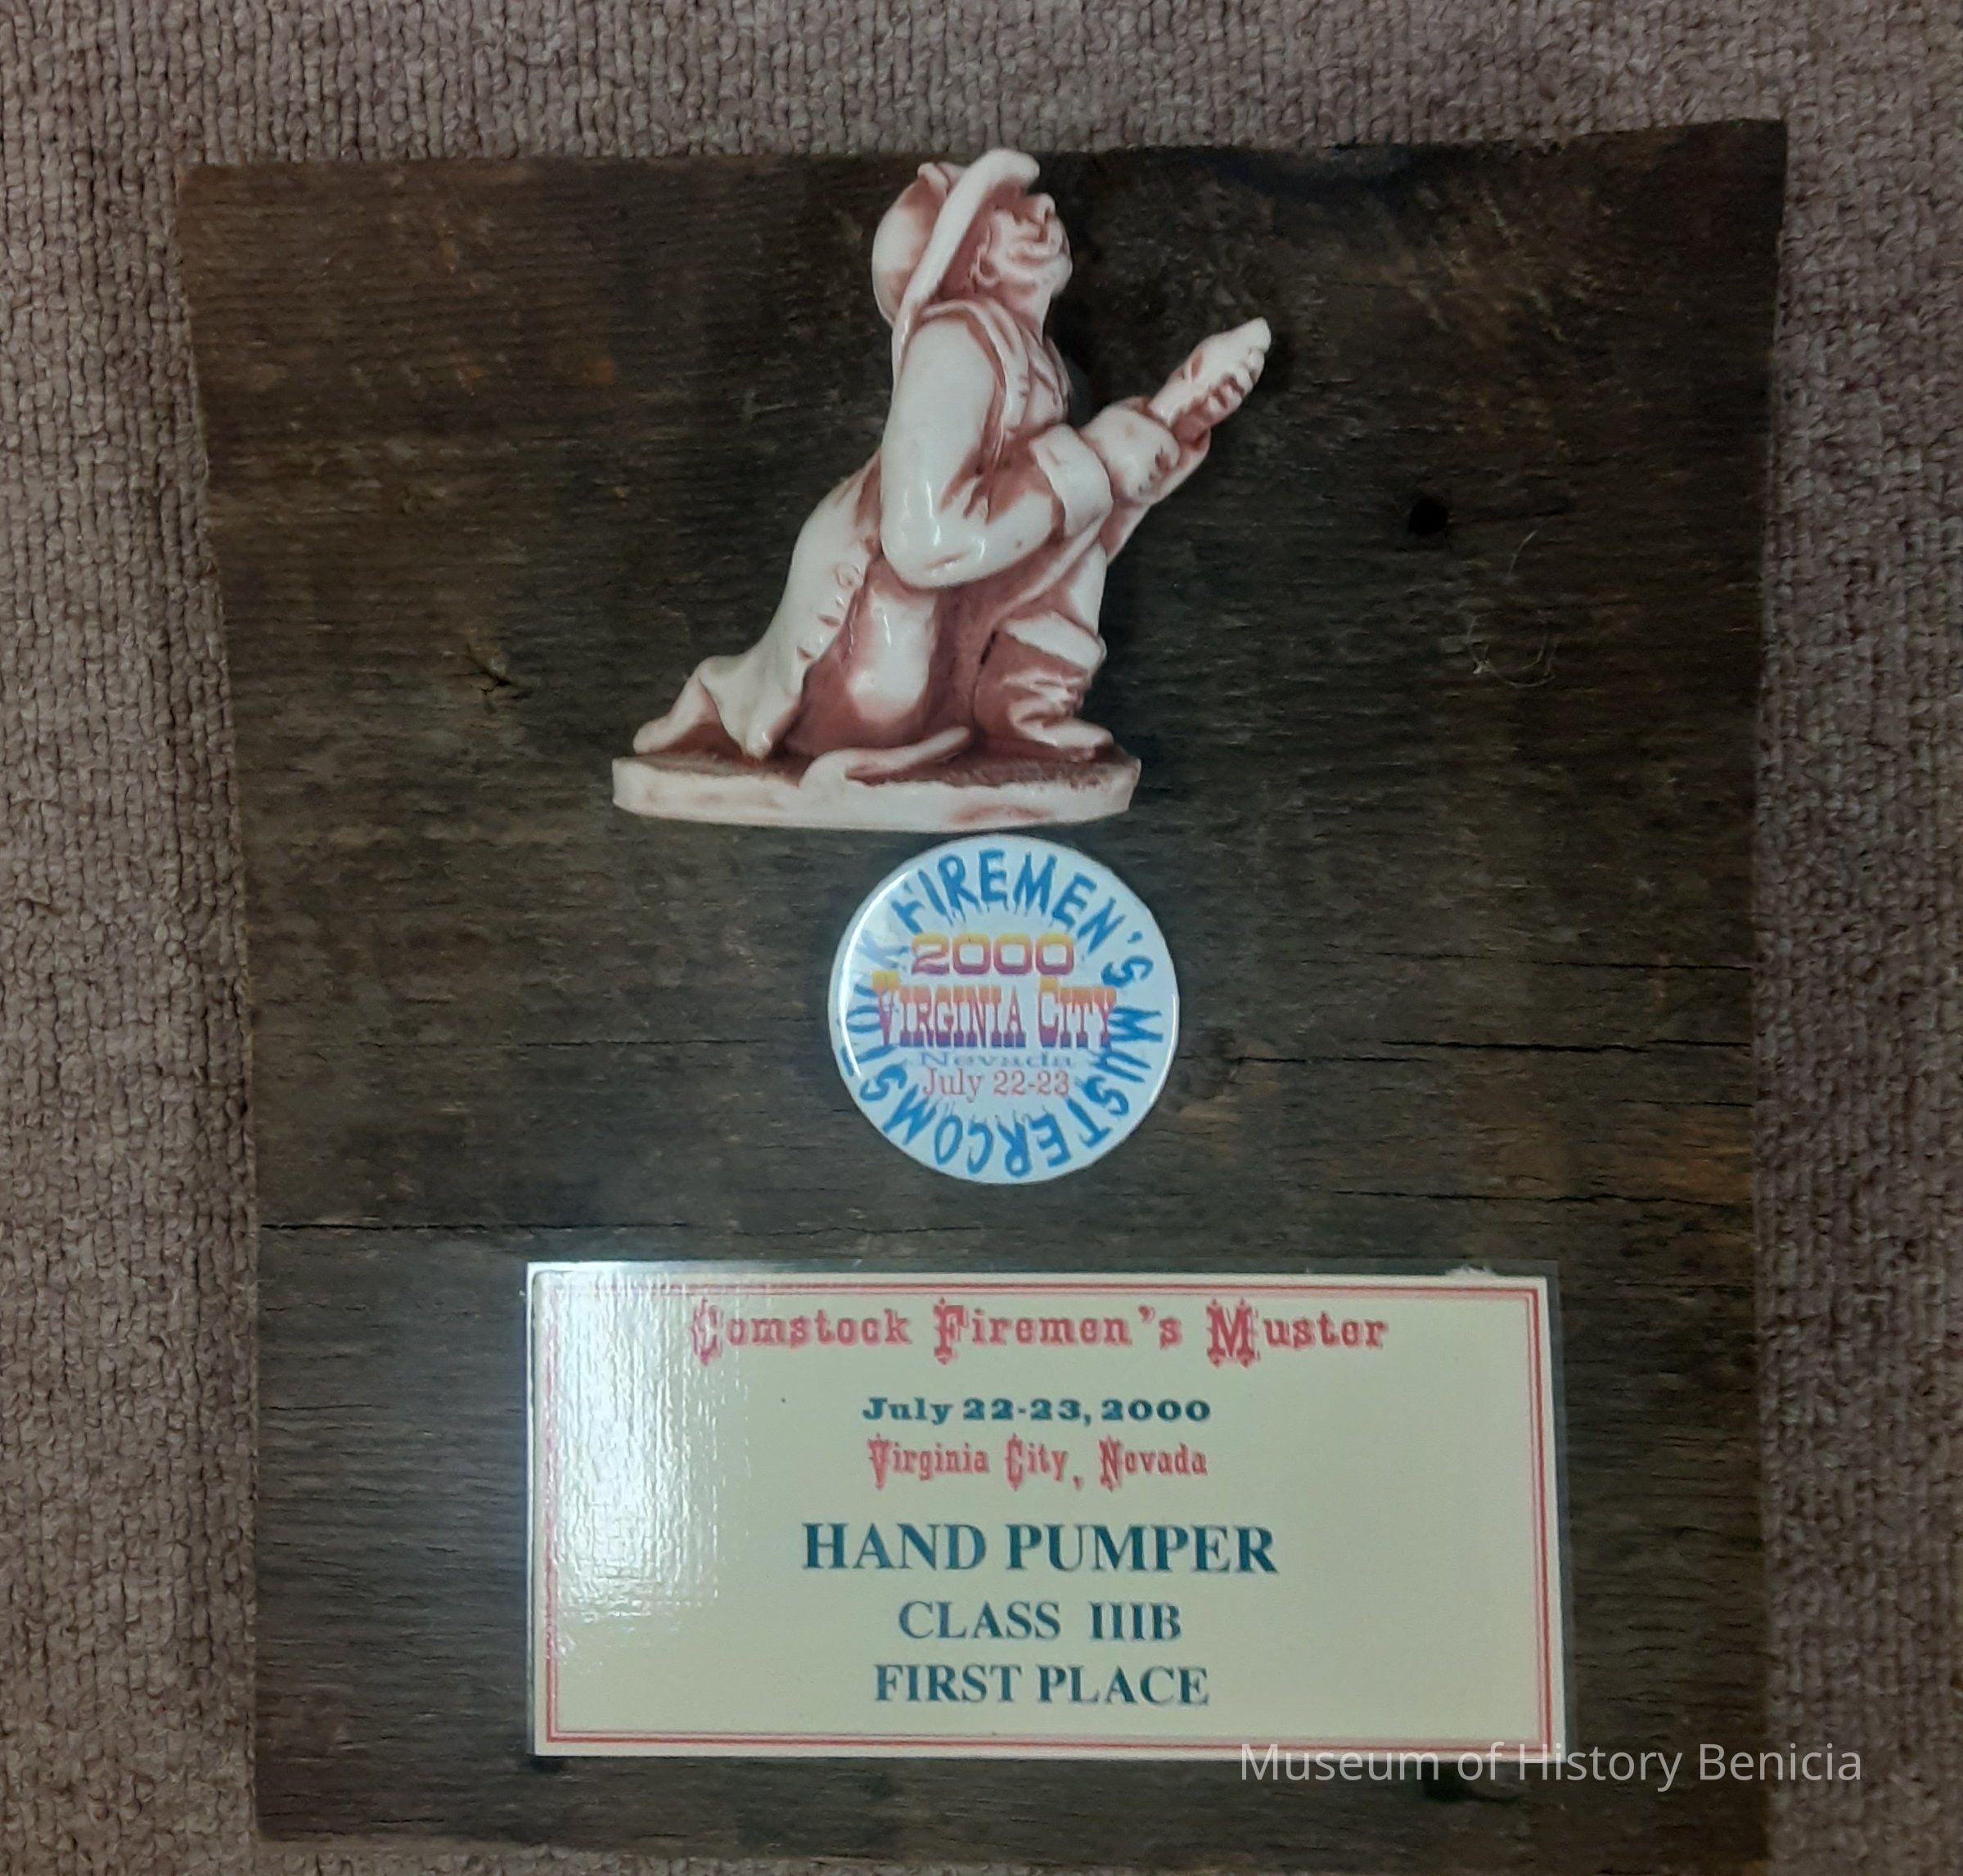 COMSTOCK FIREMEN'S MUSTER
2000
VIRGINIA CITY
Nevada
July 22-23
Comstock Firemen's Muster
July 22-23, 2000
Virginia City, Nevada
HAND PUMPER
CLASS IIIB
FIRST PLACE
Museum of History Benicia